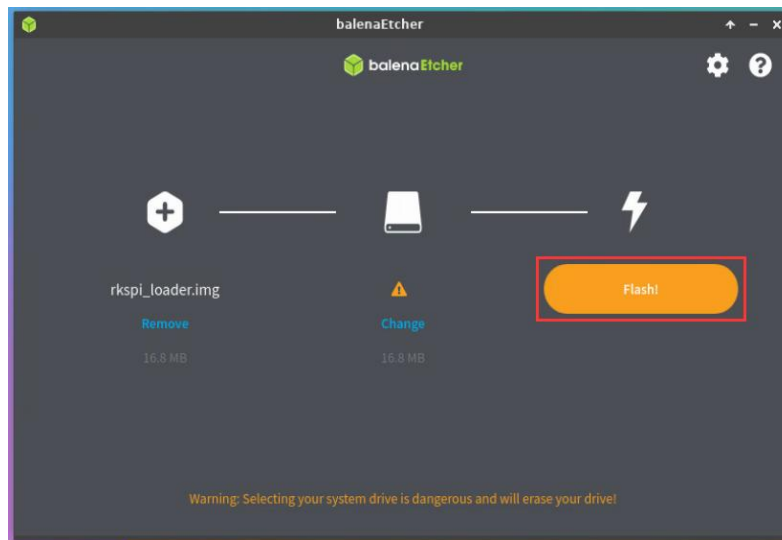 balenaEtcher
balenaEtcher
rkspi_loader.img
Remove
16.8 MB
Change
16.8 MB
Flash!
Warning: Selecting your system drive is dangerous and will erase your drive!